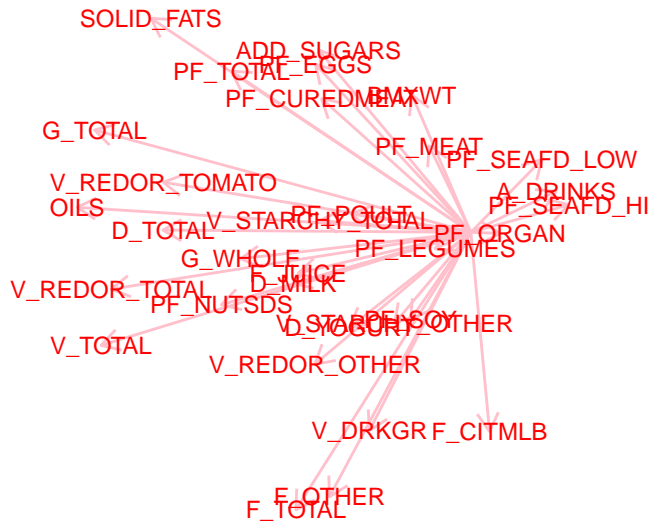 SOLID_FATS
ADD_SUGARS
PF_EGGS
PF_TOTAL
BMXWT
PF_CUREDMEAT
G_TOTAL
PF_MEAT
PF_SEAFD_LOW
V_REDOR_TOMATO
A_DRINKS
OILS
PF_SEAFD_HI
PF_POULT
V_STARCHY_TOTAL
D_TOTAL
PF_ORGAN
PF_LEGUMES
G_WHOLE
F_JUICE
D_MILK
V_REDOR_TOTAL
PF_NUTSDS
PF_SOY
V_STARCHY_OTHER
D_YOGURT
V_TOTAL
V_REDOR_OTHER
V_DRKGR
F_CITMLB
F_OTHER
F_TOTAL